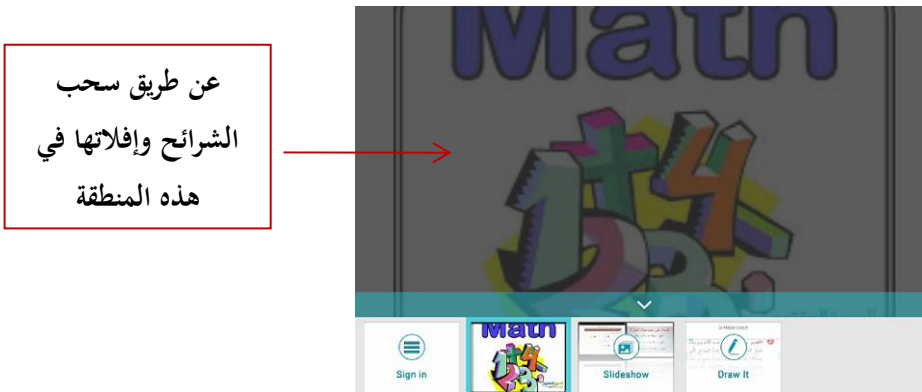 عن طريق سحب
الشرائح وإفلاتها في
هذه المنطقة
Math
Sign in
Math
Slideshow
Draw It